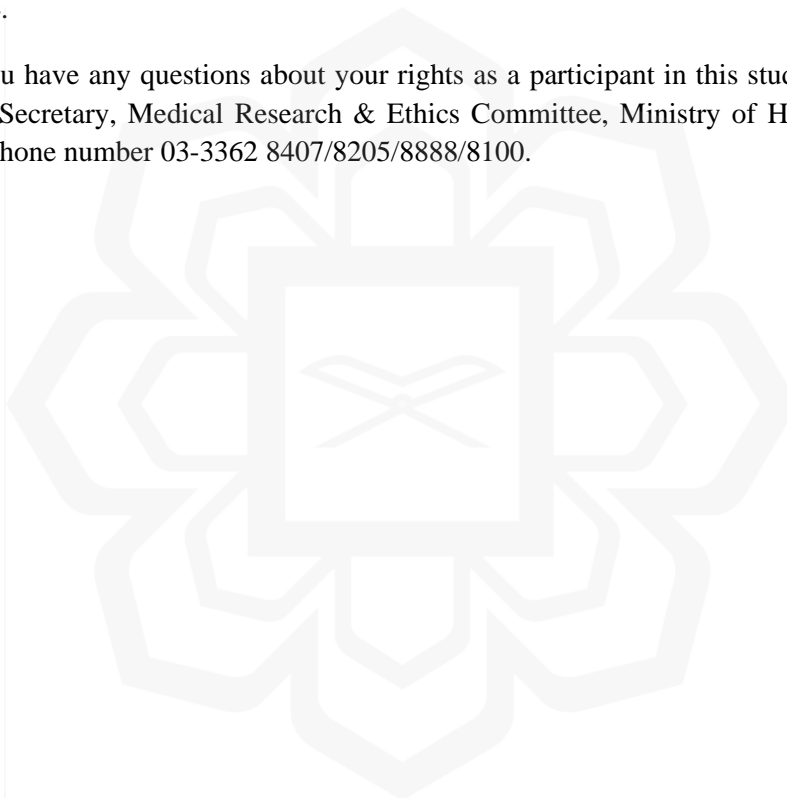 .
u have any questions about your rights as a participant in this stud
Secretary, Medical Research & Ethics Committee, Ministry of H
hone number 03-3362 8407/8205/8888/8100.